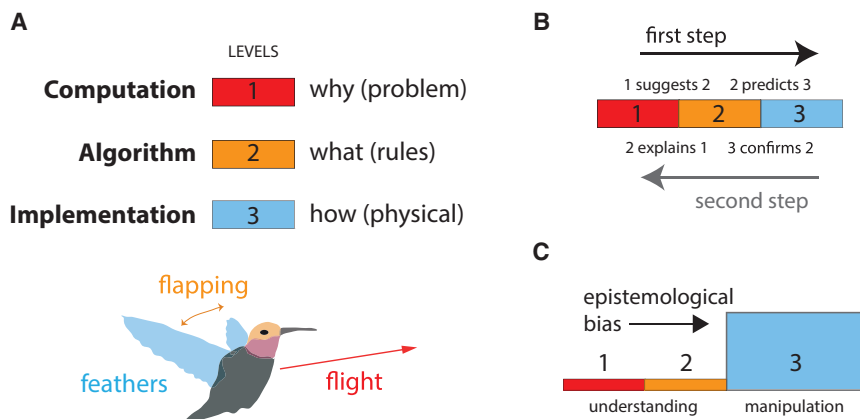 A
LEVELS
Computation 1 why (problem)
Algorithm 2 what (rules)
Implementation 3 how (physical)
flapping
feathers
flight
B
first step
1 suggests 2 2 predicts 3
1 2 3
2 explains 1 3 confirms 2
second step
C
epistemological
bias
1 2 3
understanding manipulation